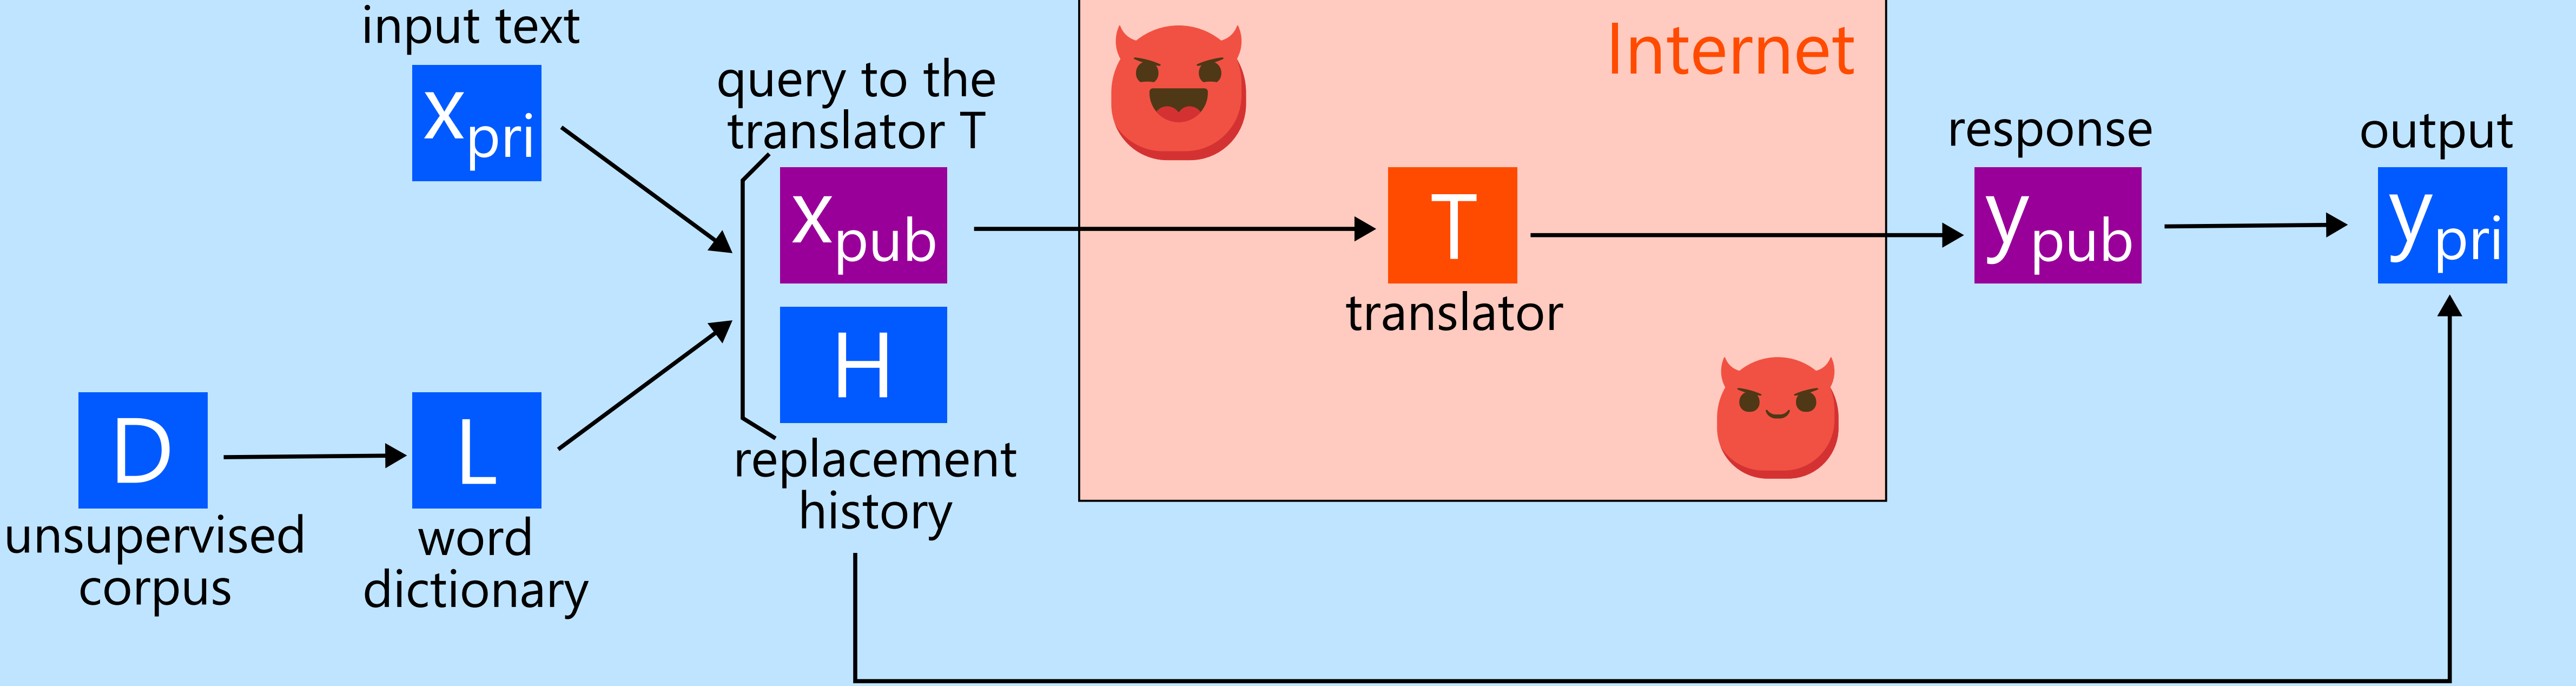 input text
x_pri
query to the
translator T
x_pub
H
replacement
history
D
unsupervised
corpus
L
word
dictionary
Internet
T
translator
response
y_pub
output
y_pri